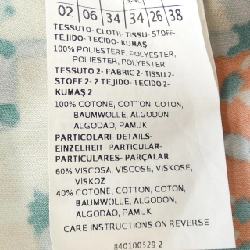 02 06 34 34 26 38
TESSUTO-CLOTH-TISSU-STOFF-
TEJIDO-TECIDO-KUMAŞ
100% POLIESTERE, POLYESTER,
POLYESTER, POLYESTER
TESSUTO 2- FABRIC 2- TISSU 2-
STOFF 2- 2 TEJIDO- TECIDO 2-
KUMAŞ 2
100% COTONE, COTTON COTON,
BAUMWOLLE, ALGODON
ALGODAO, PAMUK
PARTICOLARI DETAILS-
EINZELHEIT- PARTICULAR-
PARTICULARES- PARÇALAR
60% VISCOSA, VISCOSE, VISKOSE,
VISKOZ
40% COTONE, COTTON, COTON,
BAUMWOLLE, ALGODON,
ALGODAO, PAMUK
CARE INSTRUCTIONS ON REVERSE